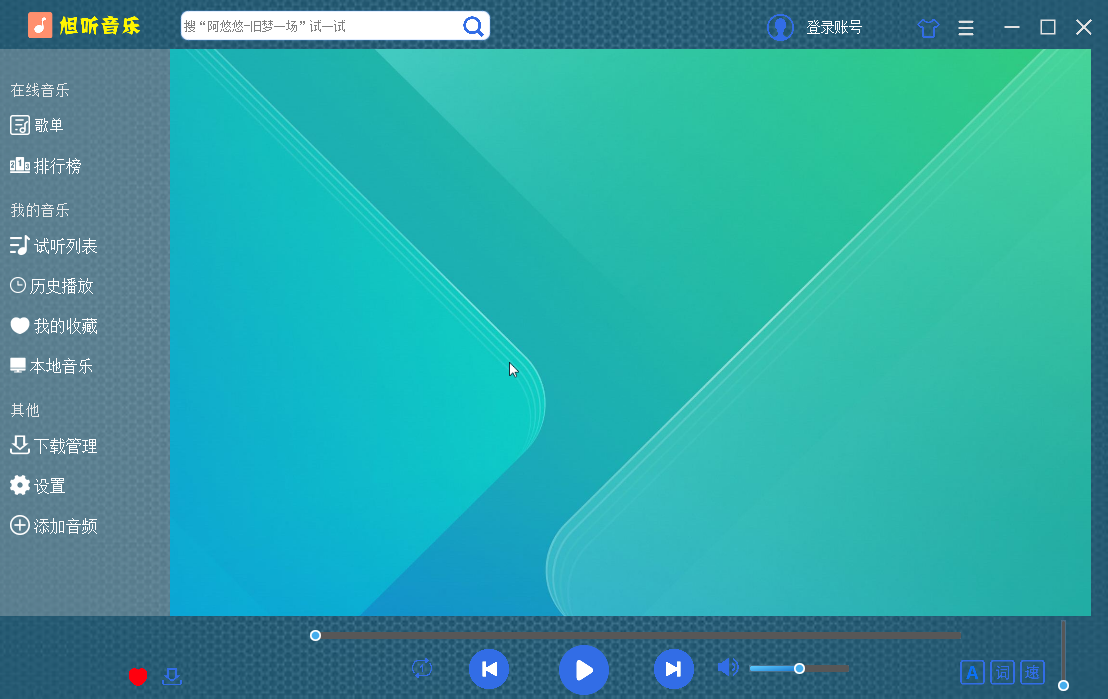 旭听音乐
搜“阿悠悠-旧梦一场”试一试
登录账号
在线音乐
歌单
排行榜
我的音乐
试听列表
历史播放
我的收藏
本地音乐
其他
下载管理
设置
添加音频
A 词 速